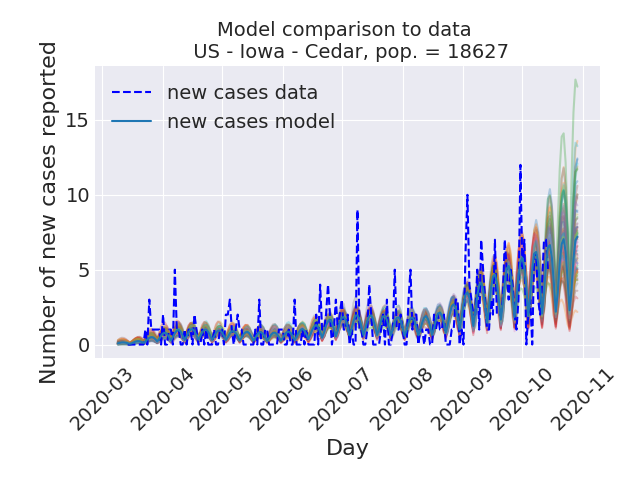 Model comparison to data
US - Iowa - Cedar, pop. = 18627
Number of new cases reported
new cases data
new cases model
15
10
5
0
2020-03
2020-04
2020-05
2020-06
2020-07
2020-08
2020-09
2020-10
2020-11
Day